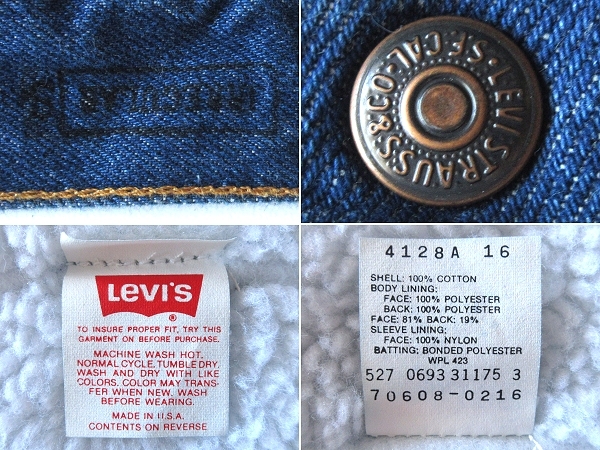 LEVI STRAUSS & CO. S.F. CAL.
LEVI'S
®
TO INSURE PROPER FIT, TRY THIS
GARMENT ON BEFORE PURCHASE.
MACHINE WASH HOT,
NORMAL CYCLE, TUMBLE DRY.
WASH AND DRY WITH LIKE
COLORS. COLOR MAY TRANS-
FER WHEN NEW. WASH
BEFORE WEARING.
MADE IN U.S.A.
CONTENTS ON REVERSE
4128A 16
SHELL: 100% COTTON
BODY LINING:
FACE: 100% POLYESTER
BACK: 100% POLYESTER
FACE: 81% BACK: 19%
SLEEVE LINING:
FACE: 100% NYLON
BATTING: BONDED POLYESTER
WPL 423
527 0693 31175 3
70608-0216